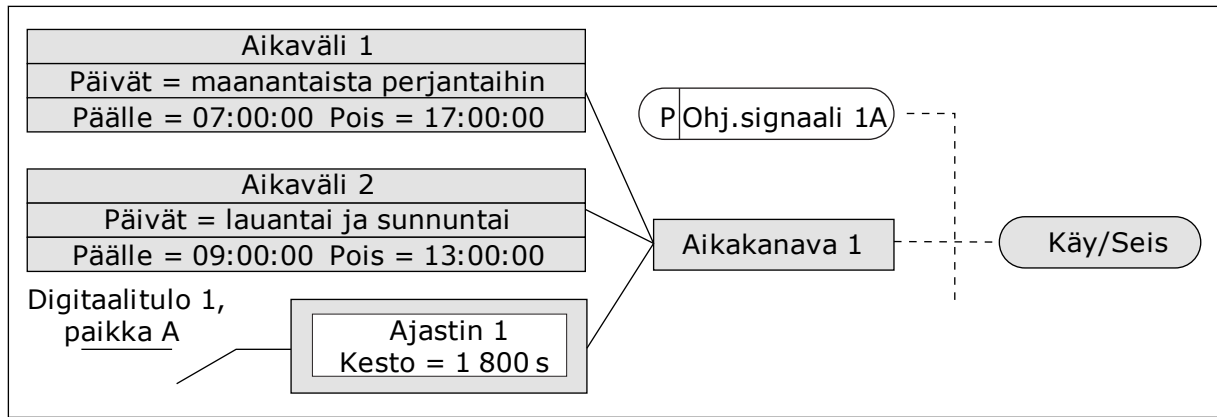 Aikaväli 1
Päivät = maanantaista perjantaihin
Päälle = 07:00:00 Pois = 17:00:00
P Ohj.signaali 1A
Aikaväli 2
Päivät = lauantai ja sunnuntai
Päälle = 09:00:00 Pois = 13:00:00
Aikakanava 1
Käy/Seis
Digitaalitulo 1,
paikka A
Ajastin 1
Kesto = 1 800 s